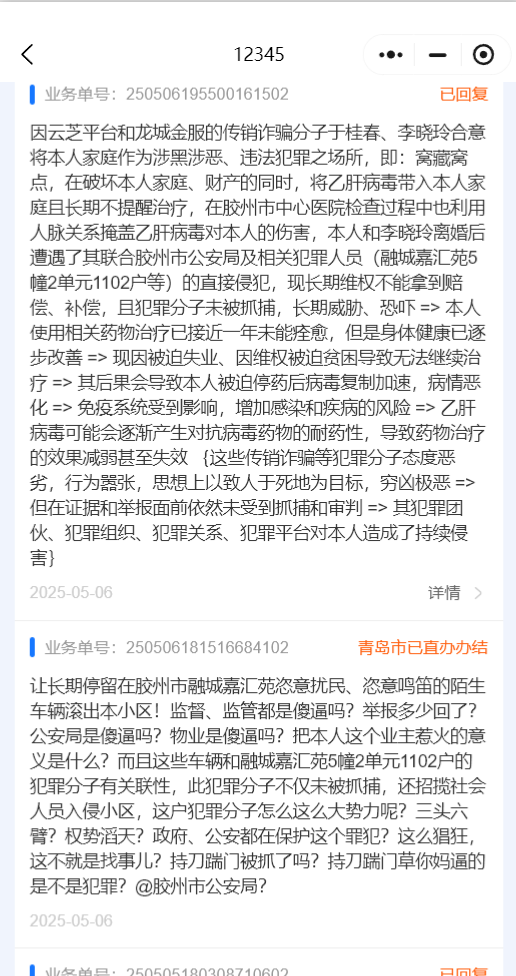 12345
业务单号：250506195500161502 已回复
因云芝平台和龙城金服的传销诈骗分子于桂春、李晓玲合意
将本人家庭作为涉黑涉恶、违法犯罪之场所，即：窝藏窝
点，在破坏本人家庭、财产的同时，将乙肝病毒带入本人家
庭且长期不提醒治疗，在胶州市中心医院检查过程中也利用
人脉关系掩盖乙肝病毒对本人的伤害，本人和李晓玲离婚后
遭遇了其联合胶州市公安局及相关犯罪人员（融城嘉汇苑5
幢2单元1102户等）的直接侵犯，现长期维权不能拿到赔
偿、补偿，且犯罪分子未被抓捕，长期威胁、恐吓 => 本人
使用相关药物治疗已接近一年未能痊愈，但是身体健康已逐
步改善 => 现因被迫失业、因维权被迫贫困导致无法继续治
疗 => 其后果会导致本人被迫停药后病毒复制加速，病情恶
化 => 免疫系统受到影响，增加感染和疾病的风险 => 乙肝
病毒可能会逐渐产生对抗病毒药物的耐药性，导致药物治疗
的效果减弱甚至失效 ｛这些传销诈骗等犯罪分子态度恶
劣，行为嚣张，思想上以致人于死地为目标，穷凶极恶 =>
但在证据和举报面前依然未受到抓捕和审判 => 其犯罪团
伙、犯罪组织、犯罪关系、犯罪平台对本人造成了持续侵
害｝
2025-05-06 详情
业务单号：250506181516684102 青岛市已直办办结
让长期停留在胶州市融城嘉汇苑恣意扰民、恣意鸣笛的陌生
车辆滚出本小区！监督、监管都是傻逼吗？举报多少回了？
公安局是傻逼吗？物业是傻逼吗？把本人这个业主惹火的意
义是什么？而且这些车辆和融城嘉汇苑5幢2单元1102户的
犯罪分子有关联性，此犯罪分子不仅未被抓捕，还招揽社会
人员入侵小区，这户犯罪分子怎么这么大势力呢？三头六
臂？权势滔天？政府、公安都在保护这个罪犯？这么猖狂，
这不就是找事儿？持刀踹门被抓了吗？持刀踹门草你妈逼的
是不是犯罪？@胶州市公安局？
2025-05-06
业务单号：250505180308710602 已回复